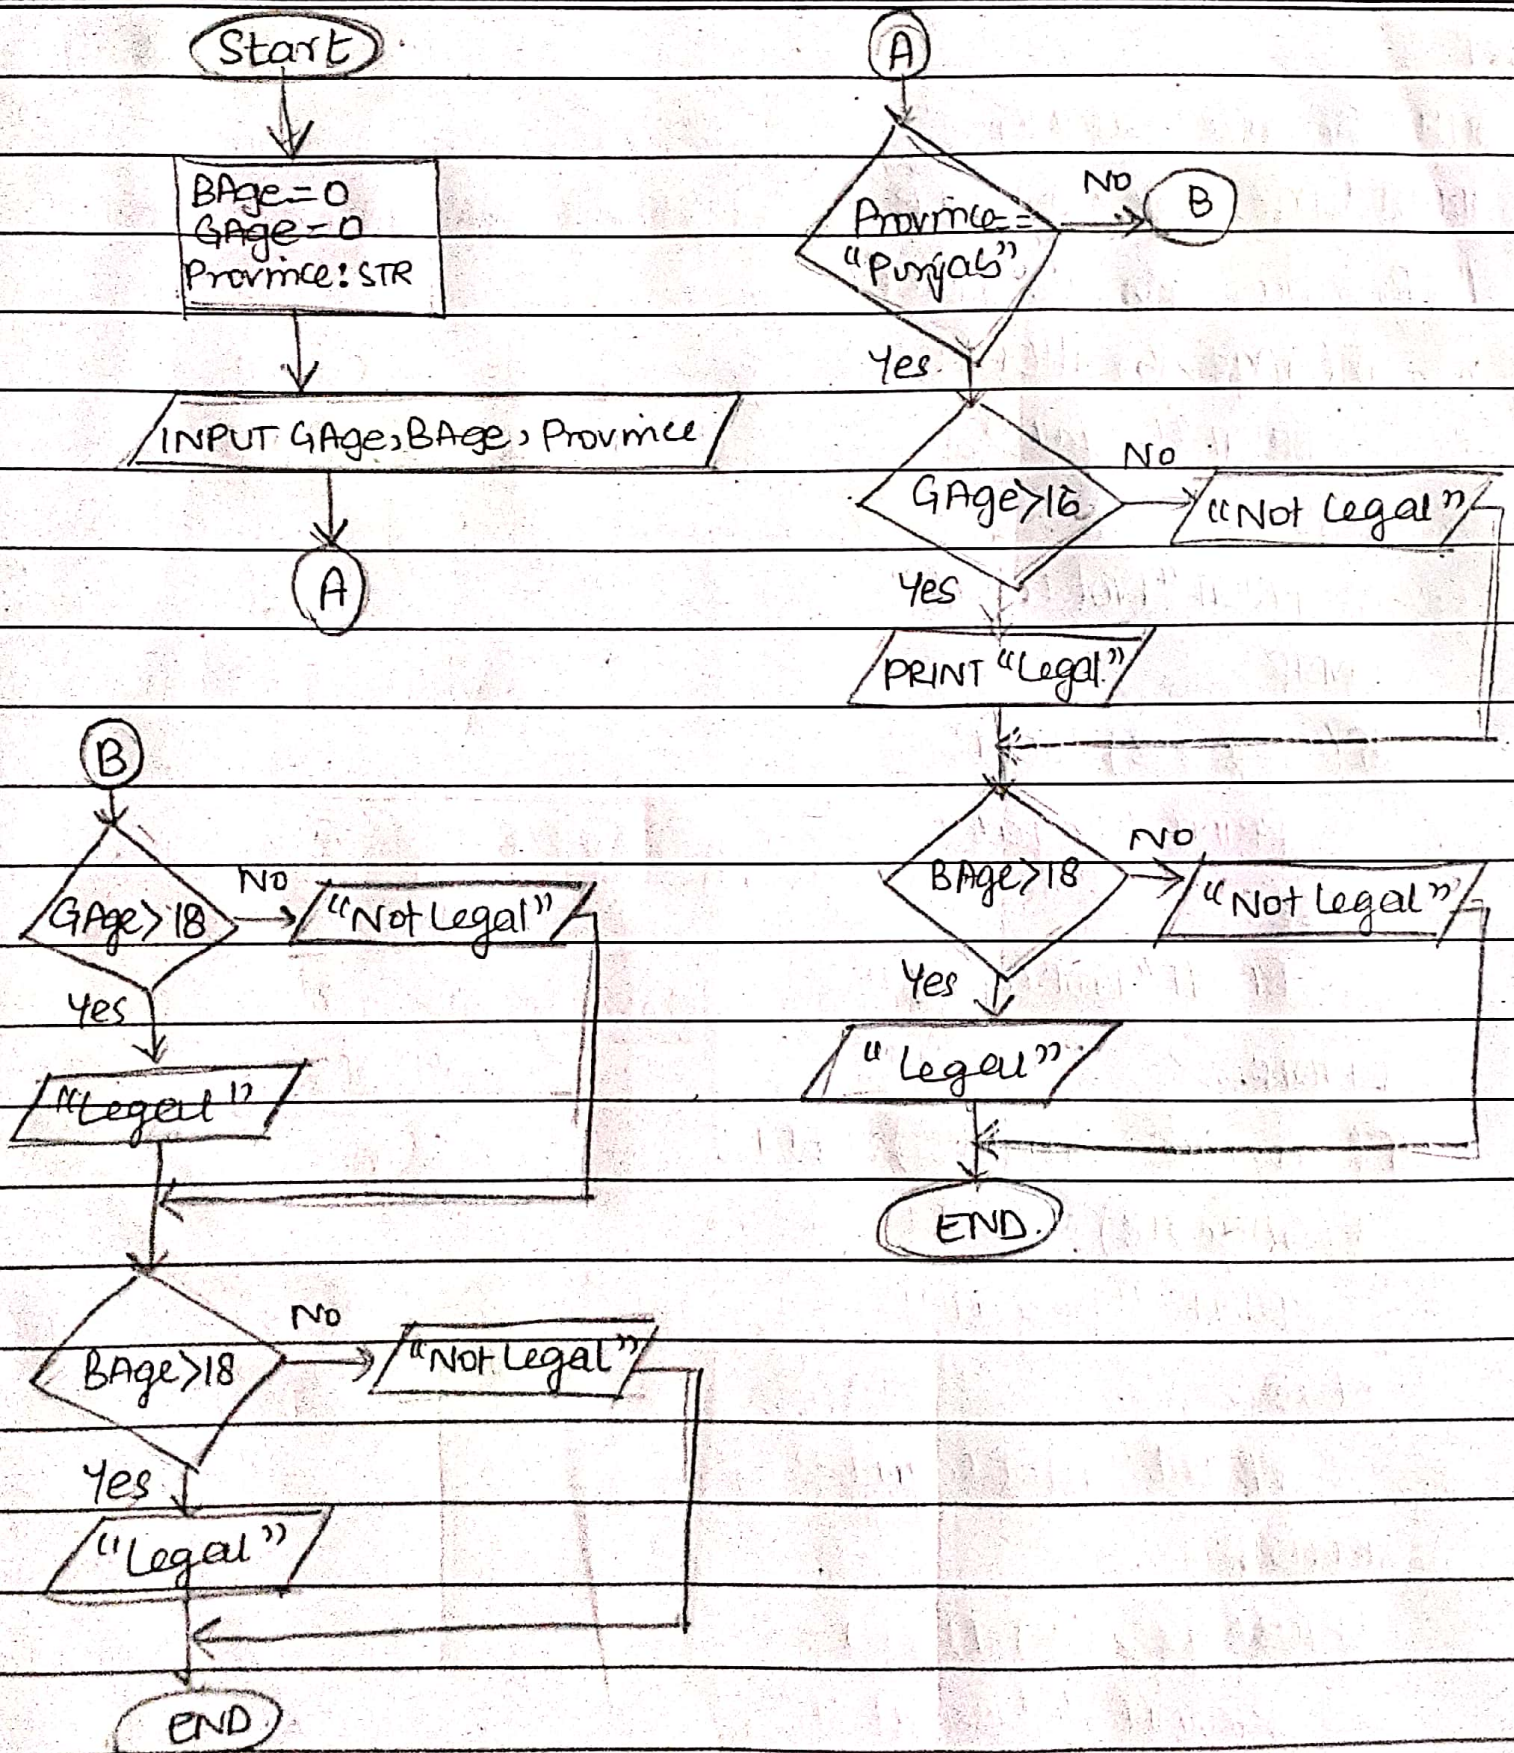 Start
BAge=0
GAge=0
Province: STR
INPUT GAge, BAge, Province
A
A
Province==
"Punjab"
No
B
Yes
GAge>16
No
"Not Legal"
Yes
PRINT "Legal"
BAge>18
No
"Not Legal"
Yes
"Legal"
END.
B
GAge>18
No
"Not Legal"
Yes
"Legal"
BAge>18
No
"Not Legal"
Yes
"Legal"
END